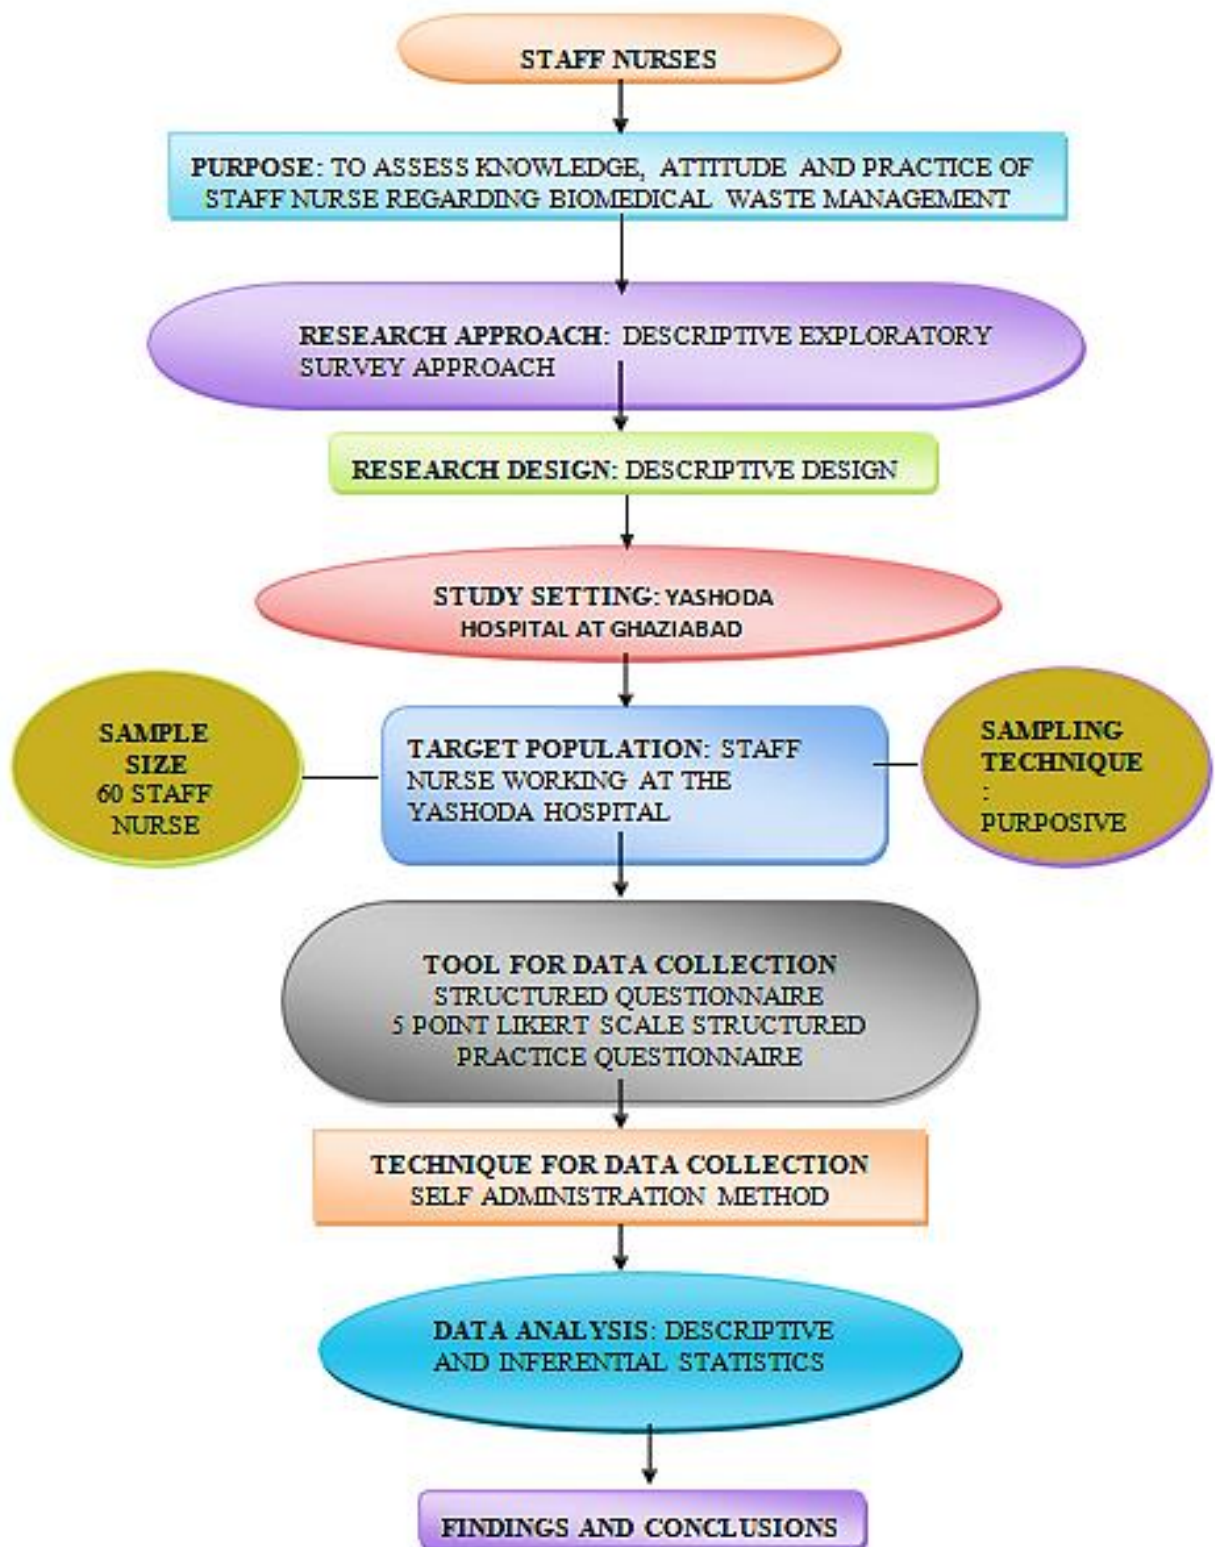 STAFF NURSES
PURPOSE: TO ASSESS KNOWLEDGE, ATTITUDE AND PRACTICE OF
STAFF NURSE REGARDING BIOMEDICAL WASTE MANAGEMENT
RESEARCH APPROACH: DESCRIPTIVE EXPLORATORY
SURVEY APPROACH
RESEARCH DESIGN: DESCRIPTIVE DESIGN
STUDY SETTING: YASHODA
HOSPITAL AT GHAZIABAD
SAMPLE
SIZE
60 STAFF
NURSE
TARGET POPULATION: STAFF
NURSE WORKING AT THE
YASHODA HOSPITAL
SAMPLING
TECHNIQUE
:
PURPOSIVE
TOOL FOR DATA COLLECTION
STRUCTURED QUESTIONNAIRE
5 POINT LIKERT SCALE STRUCTURED
PRACTICE QUESTIONNAIRE
TECHNIQUE FOR DATA COLLECTION
SELF ADMINISTRATION METHOD
DATA ANALYSIS: DESCRIPTIVE
AND INFERENTIAL STATISTICS
FINDINGS AND CONCLUSIONS